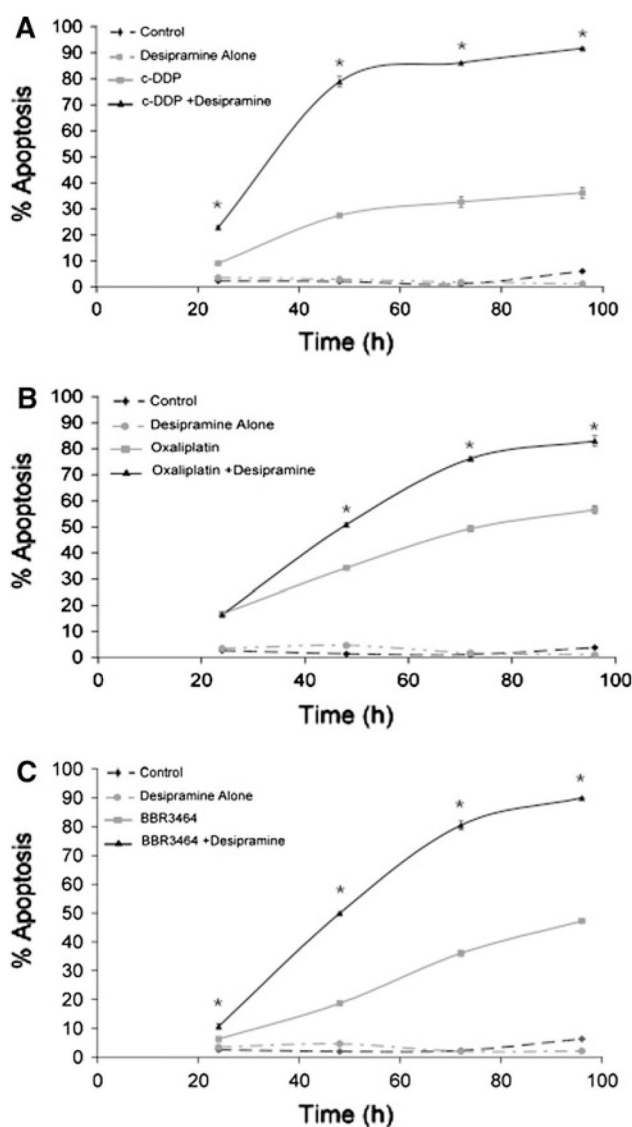 A
Control
Desipramine Alone
c-DDP
c-DDP +Desipramine
% Apoptosis
100
90
80
70
60
50
40
30
20
10
0
* * * *
0 20 40 60 80 100
Time (h)
B
Control
Desipramine Alone
Oxaliplatin
Oxaliplatin +Desipramine
% Apoptosis
100
90
80
70
60
50
40
30
20
10
0
* * *
0 20 40 60 80 100
Time (h)
C
Control
Desipramine Alone
BBR3464
BBR3464 +Desipramine
% Apoptosis
100
90
80
70
60
50
40
30
20
10
0
* * * *
0 20 40 60 80 100
Time (h)